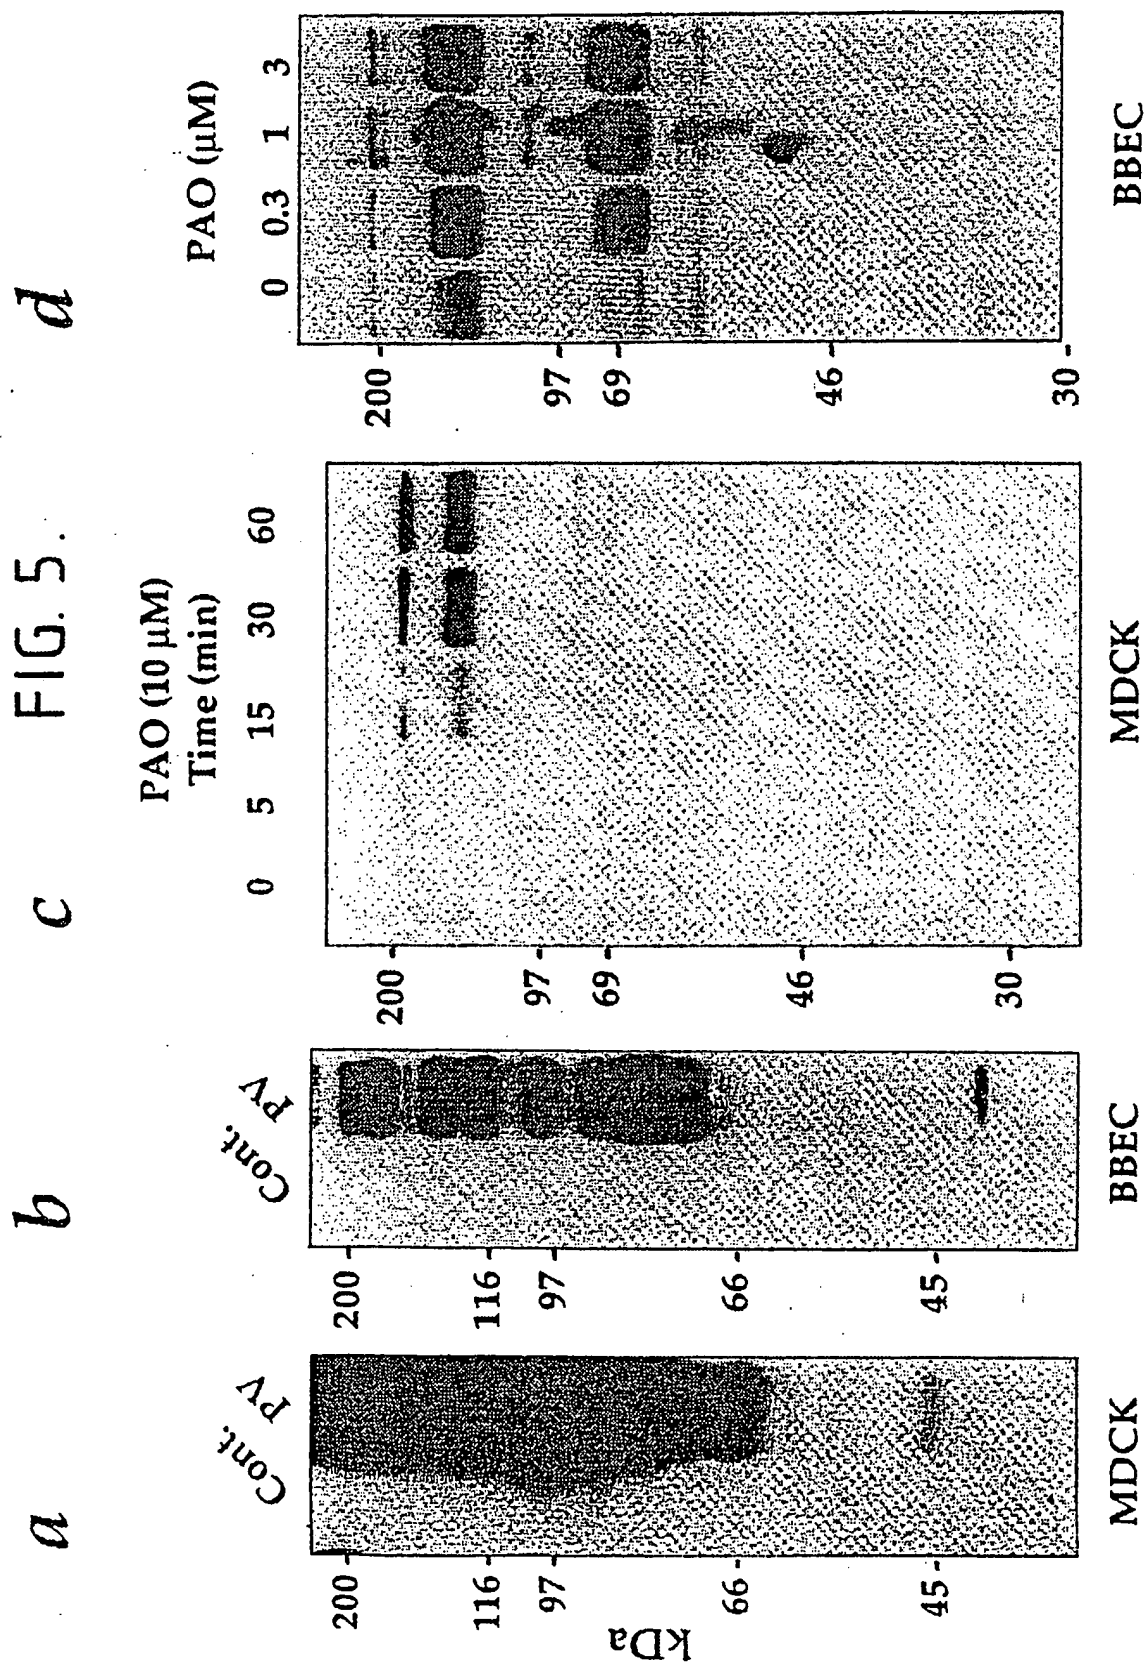 FIG. 5.
a
Cont. PV
kDa
200
116
97
66
45
MDCK
b
Cont. PV
200
116
97
66
45
BBEC
c
PAO (10 µM)
Time (min)
0 5 15 30 60
200
97
69
46
30
MDCK
d
PAO (µM)
0 0.3 1 3
200
97
69
46
30
BBEC